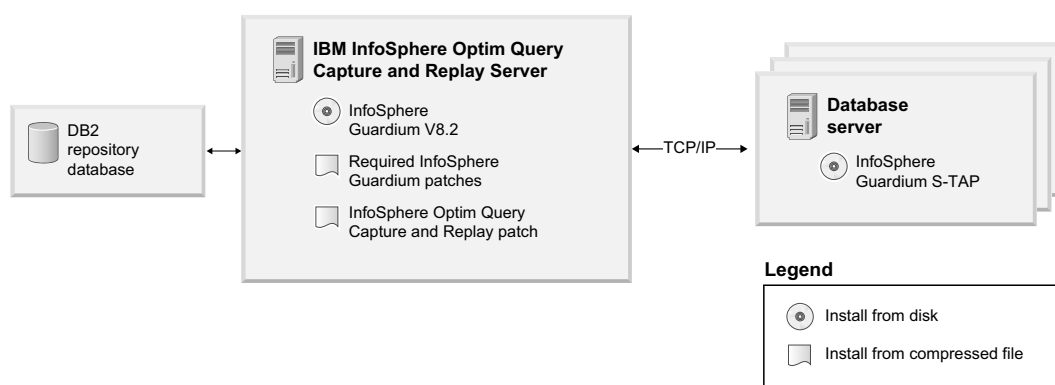 DB2
repository
database
IBM InfoSphere Optim Query
Capture and Replay Server
InfoSphere
Guardium V8.2
Required InfoSphere
Guardium patches
InfoSphere Optim Query
Capture and Replay patch
TCP/IP
Database
server
InfoSphere
Guardium S-TAP
Legend
Install from disk
Install from compressed file